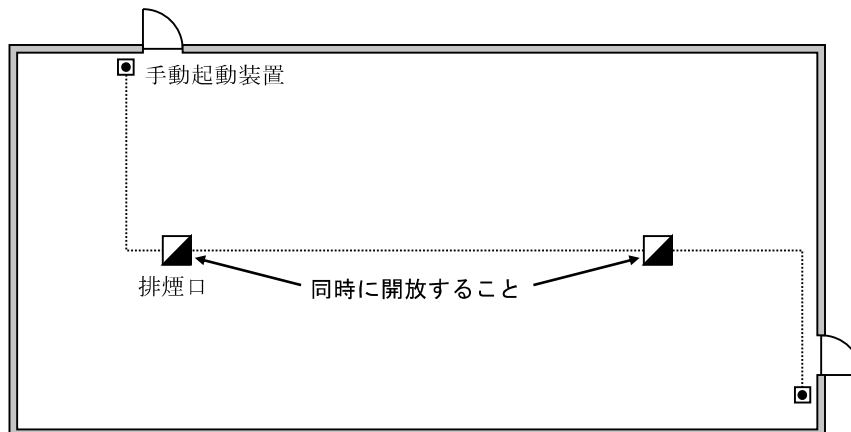 手動起動装置
排煙口
同時に開放すること